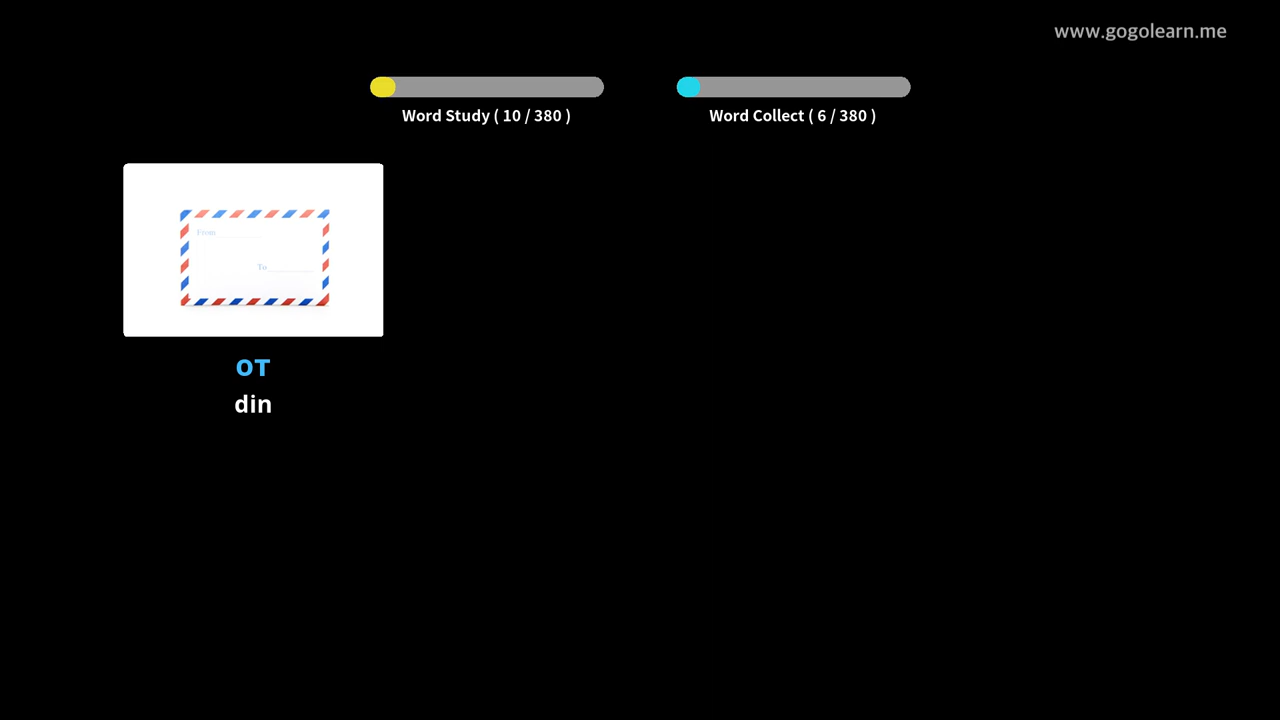 www.gogolearn.me
Word Study ( 10 / 380 )
Word Collect ( 6 / 380 )
From
To
от
din